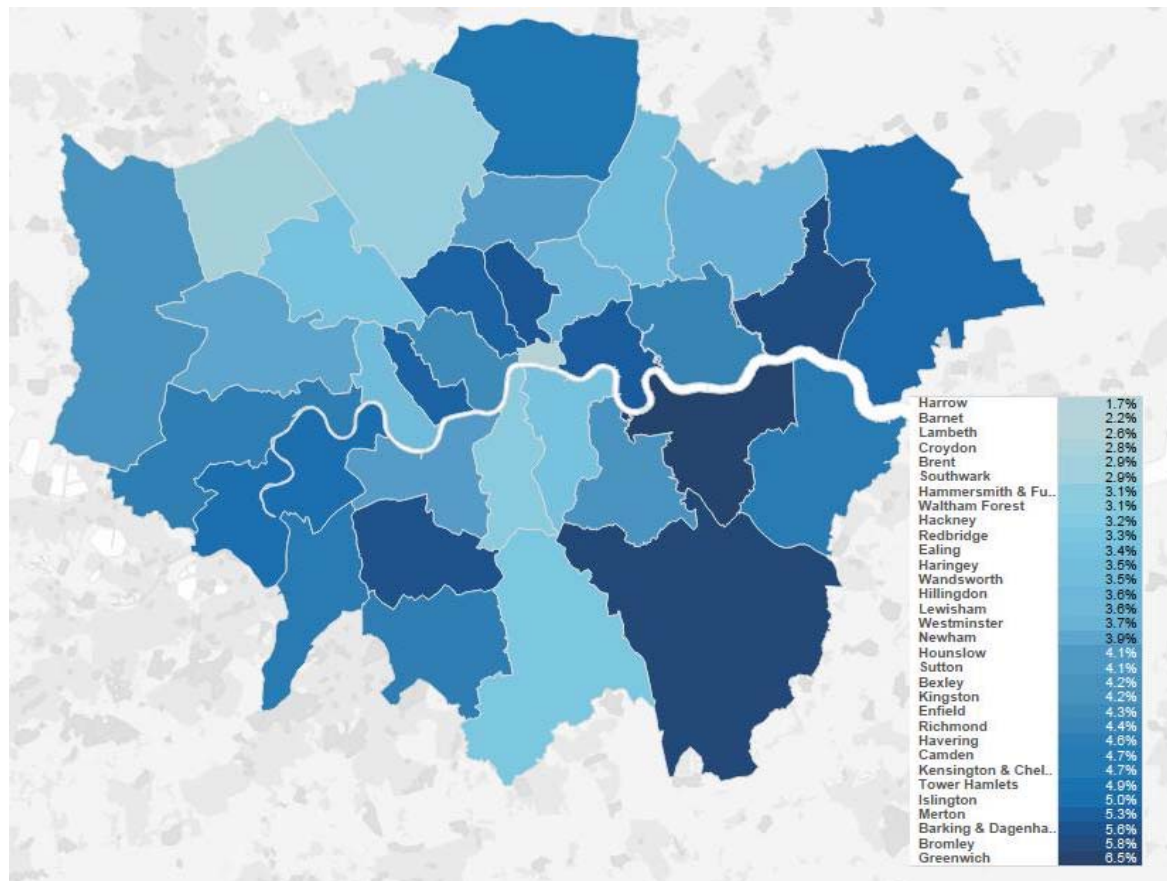 Harrow 1.7%
Barnet 2.2%
Lambeth 2.6%
Croydon 2.8%
Brent 2.9%
Southwark 2.9%
Hammersmith & Fu.. 3.1%
Waltham Forest 3.1%
Hackney 3.2%
Redbridge 3.3%
Ealing 3.4%
Haringey 3.5%
Wandsworth 3.5%
Hillingdon 3.6%
Lewisham 3.6%
Westminster 3.7%
Newham 3.9%
Hounslow 4.1%
Sutton 4.1%
Bexley 4.2%
Kingston 4.2%
Enfield 4.3%
Richmond 4.4%
Havering 4.6%
Camden 4.7%
Kensington & Chel.. 4.7%
Tower Hamlets 4.9%
Islington 5.0%
Merton 5.3%
Barking & Dagenha.. 5.6%
Bromley 5.8%
Greenwich 6.5%